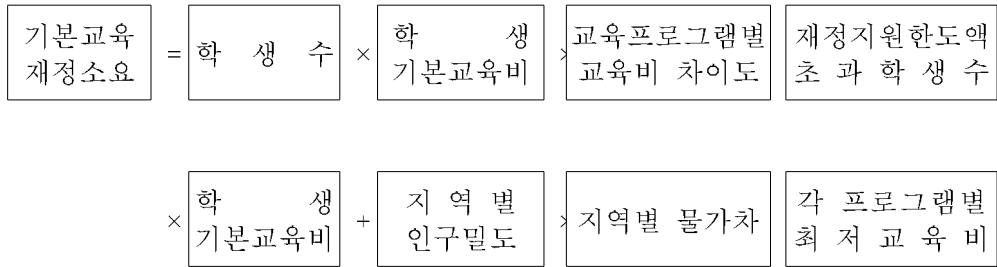 기본교육 재정소요 = 학 생 수 × 학 생 기본교육비 × 교육프로그램별 교육비 차이도 재정지원한도액 초 과 학 생 수
× 학 생 기본교육비 + 지 역 별 인구밀도 × 지역별 물가차 각 프로그램별 최 저 교 육 비